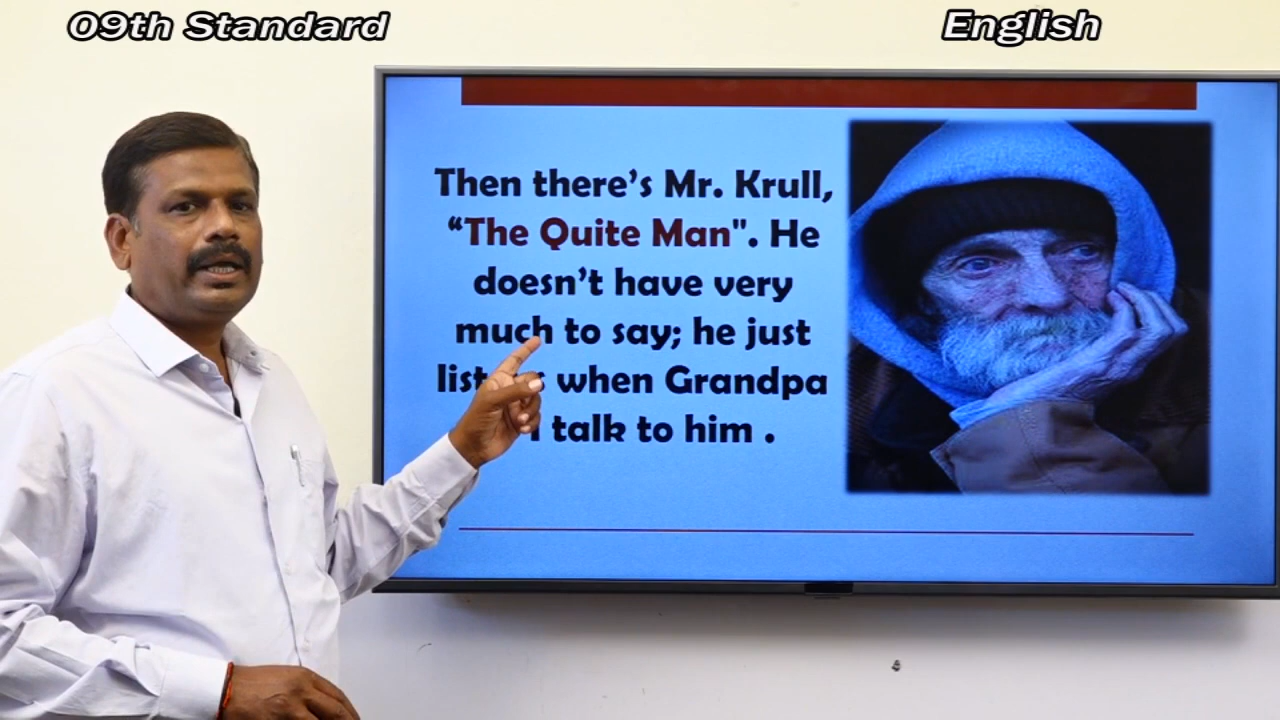 09th Standard
English
Then there's Mr. Krull,
“The Quite Man". He
doesn't have very
much to say; he just
when Grandpa
talk to him .